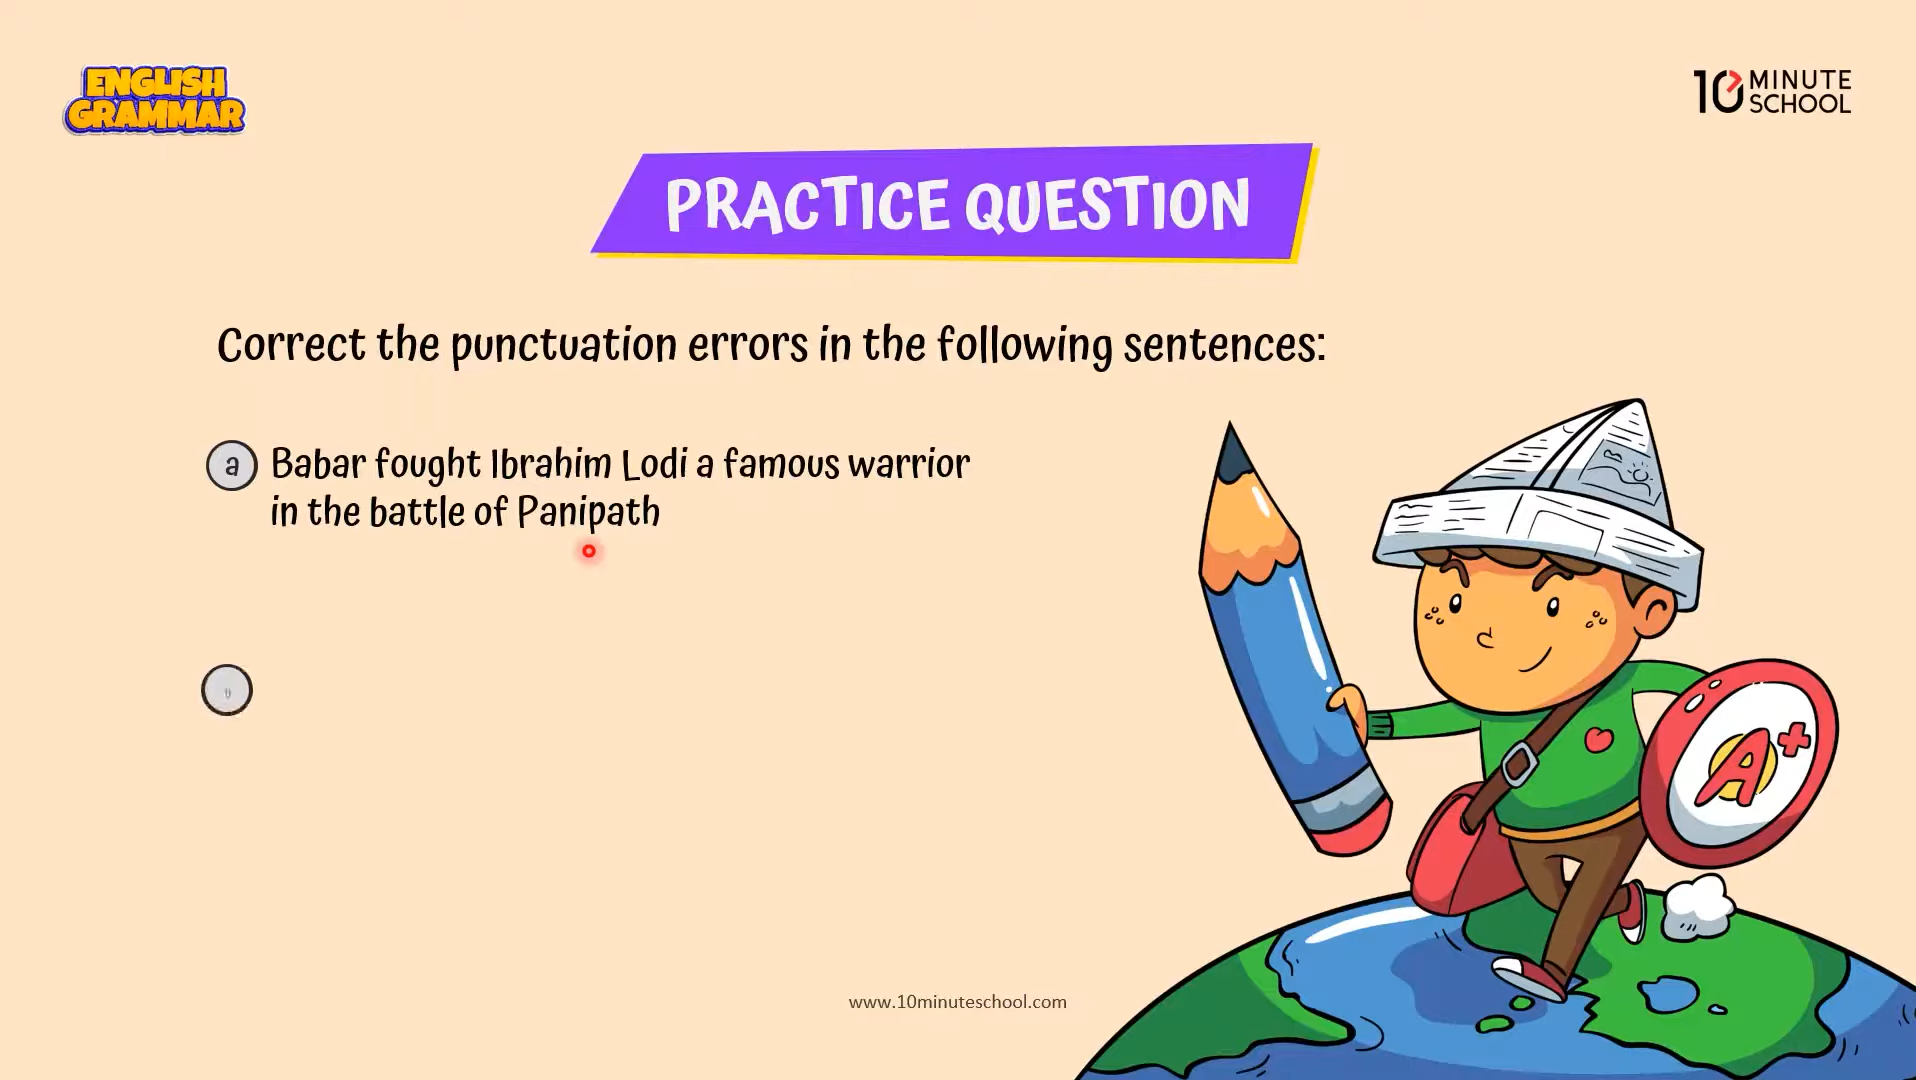 ENGLISH
GRAMMAR
10 MINUTE
SCHOOL
PRACTICE QUESTION
Correct the punctuation errors in the following sentences:
a Babar fought Ibrahim Lodi a famous warrior
in the battle of Panipath
A+
www.10minuteschool.com